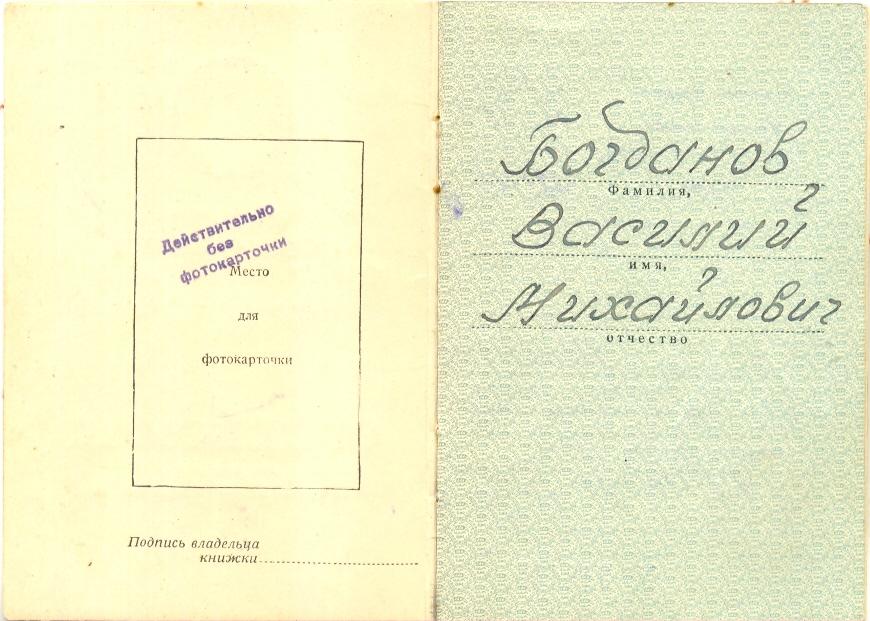 Действительно
без
фотокарточки
Место
для
фотокарточки
Подпись владельца
книжки
Богданов
Фамилия,
Василий
имя,
Михайлович
отчество